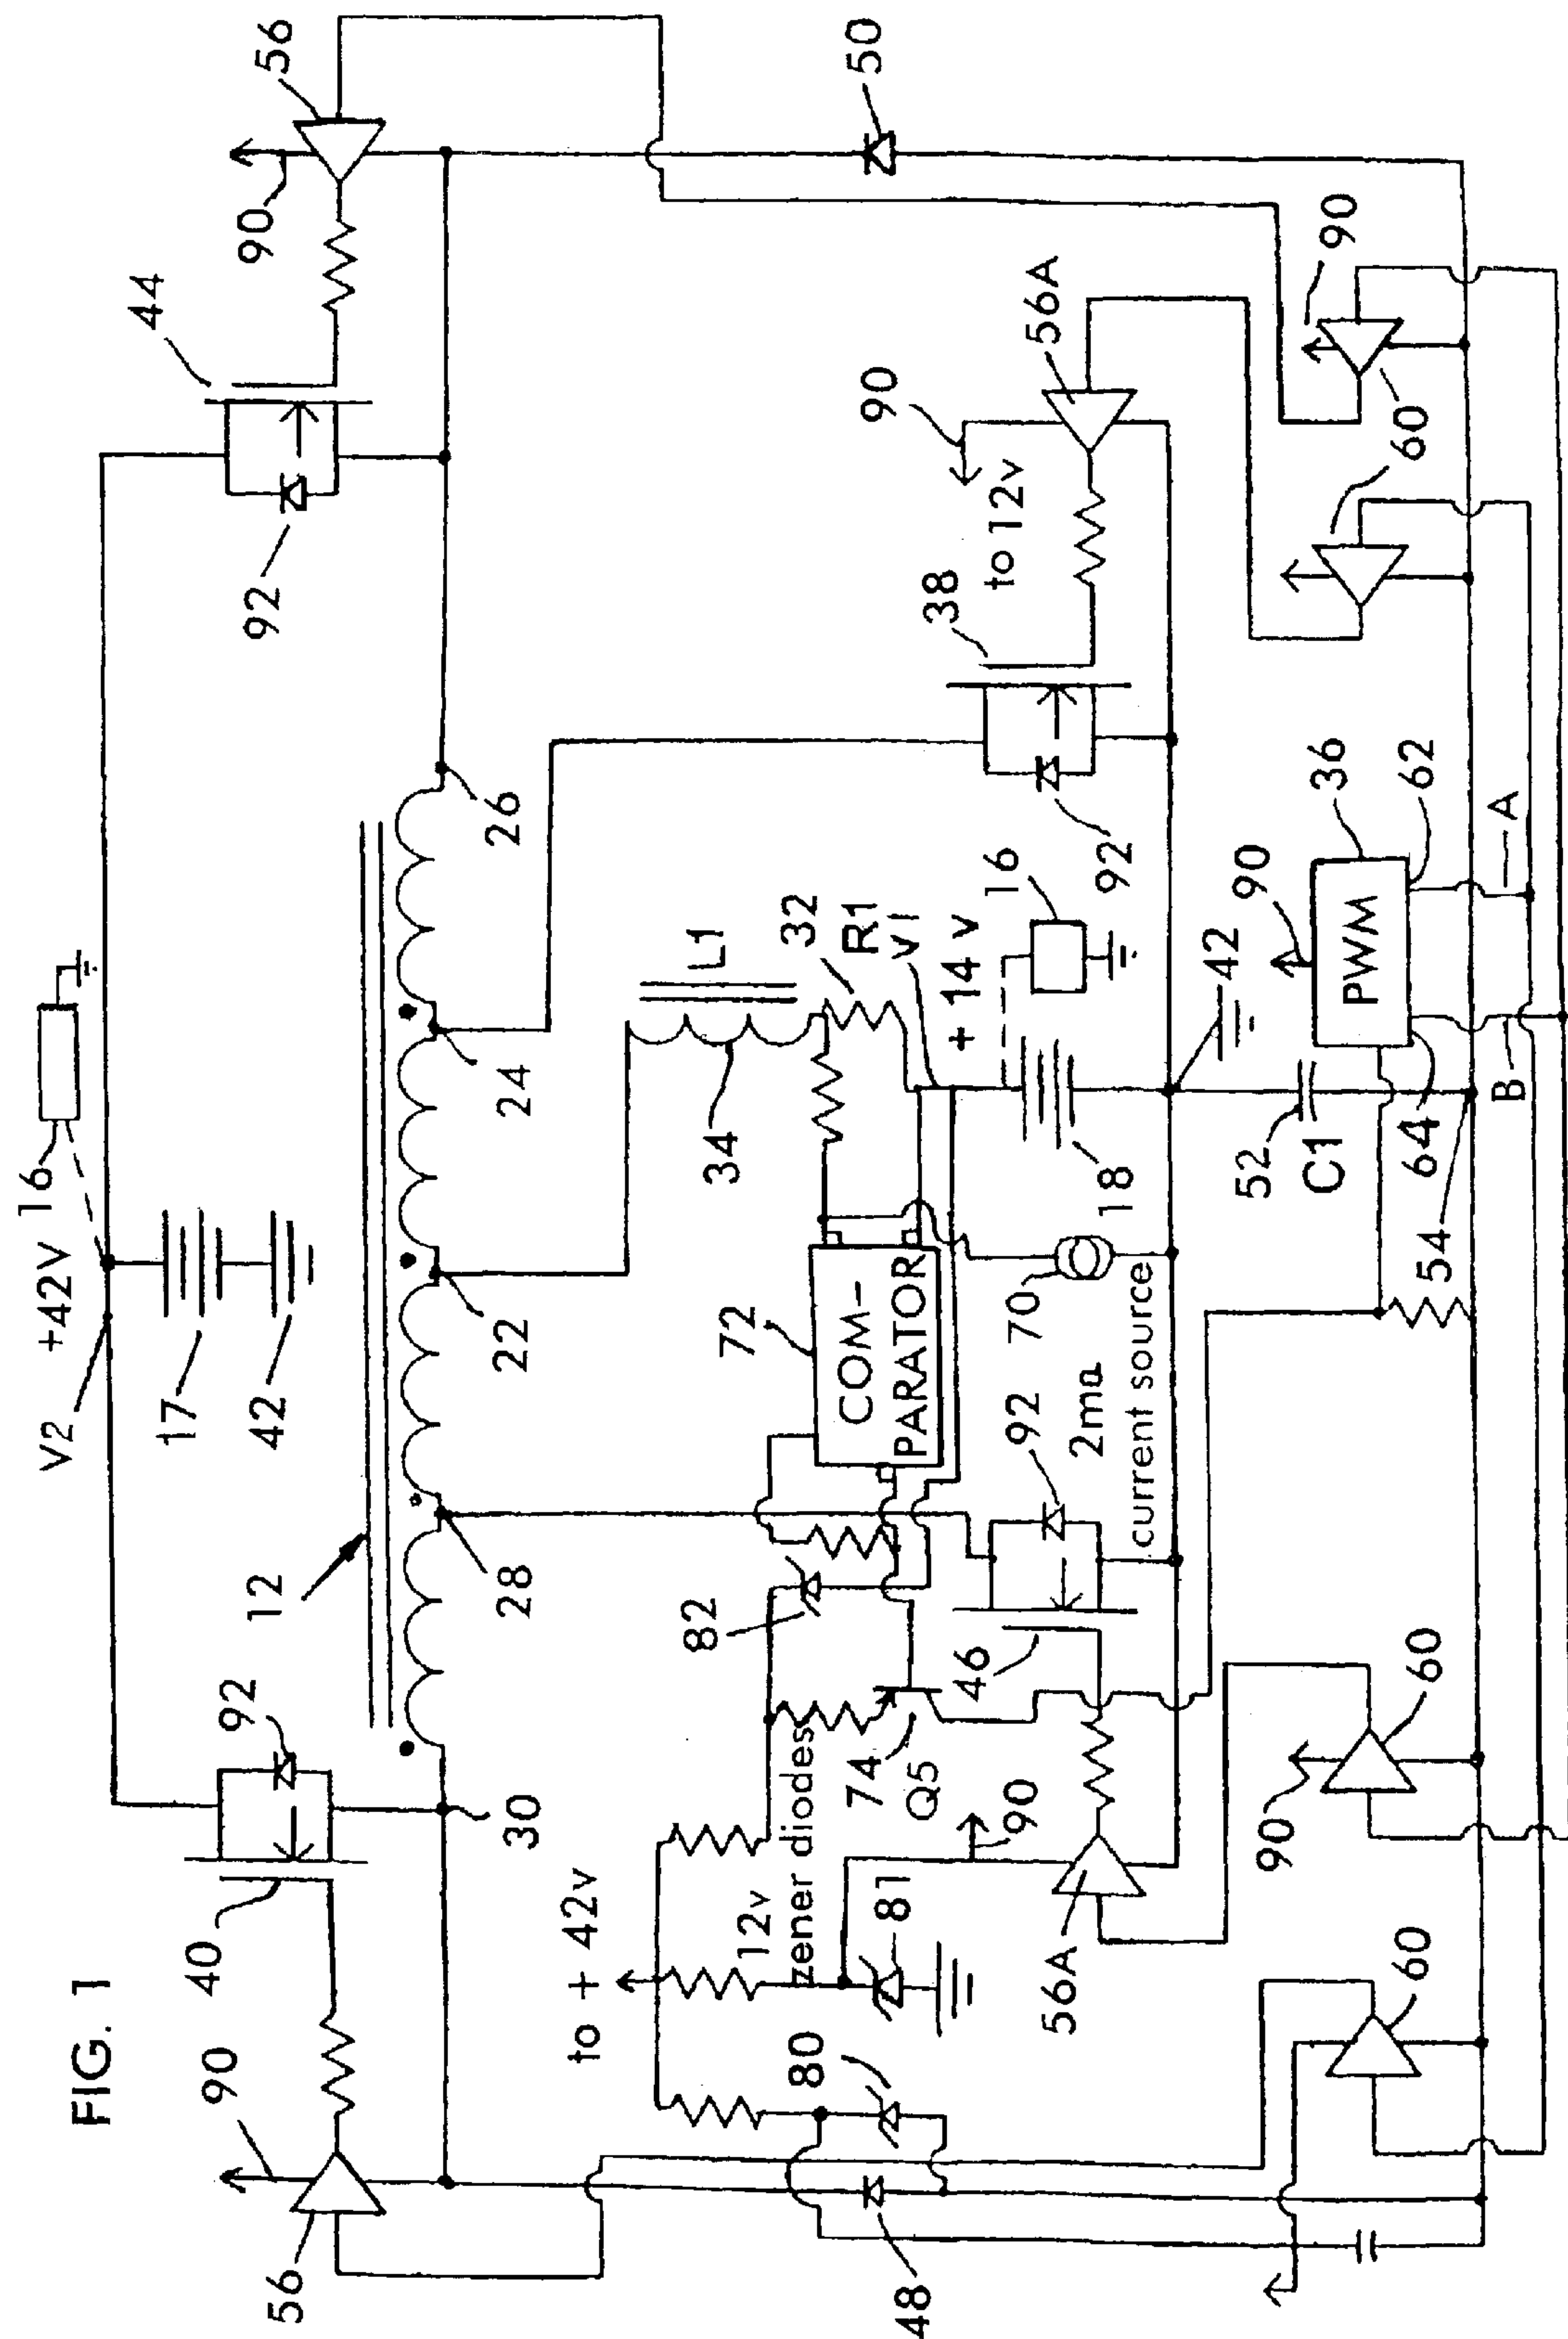 FIG. 1
V2
+42V
16
17
42
12
56
90
40
92
30
28
22
24
26
44
92
90
56
50
to + 42v
12v
zener diodes
80
81
82
74
Q5
90
72
COM-
PARATOR
34
L1
32
R1
V1
+ 14 v
16
18
70
2ma
current source
92
46
56A
38
to 12v
90
56A
92
42
52
C1
54
36
PWM
90
62
64
A
B
48
60
90
60
60
90